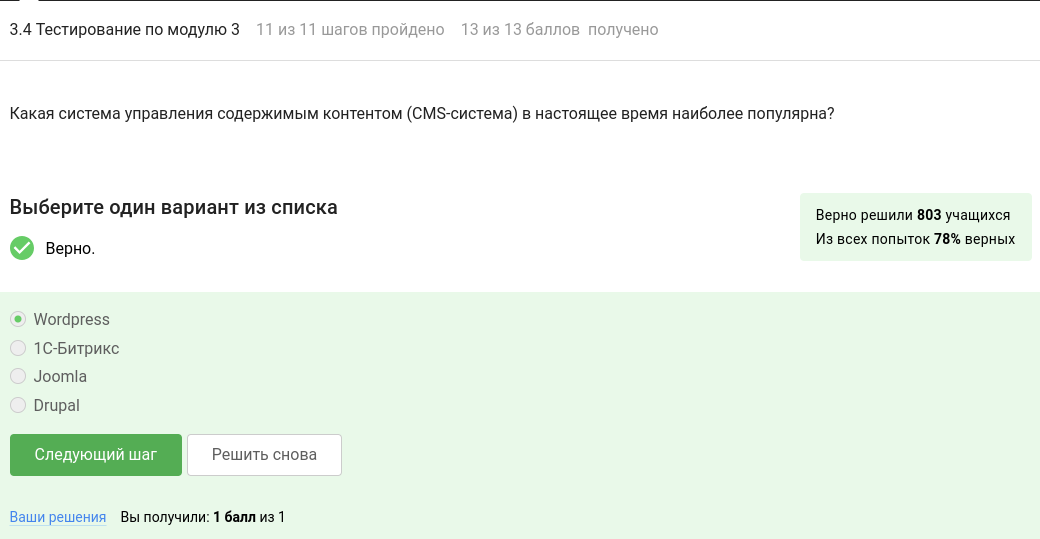 3.4 Тестирование по модулю 3 11 из 11 шагов пройдено 13 из 13 баллов получено
Какая система управления содержимым контентом (CMS-система) в настоящее время наиболее популярна?
Выберите один вариант из списка
Верно решили 803 учащихся
Из всех попыток 78% верных
Верно.
Wordpress
1С-Битрикс
Joomla
Drupal
Следующий шаг Решить снова
Ваши решения Вы получили: 1 балл из 1